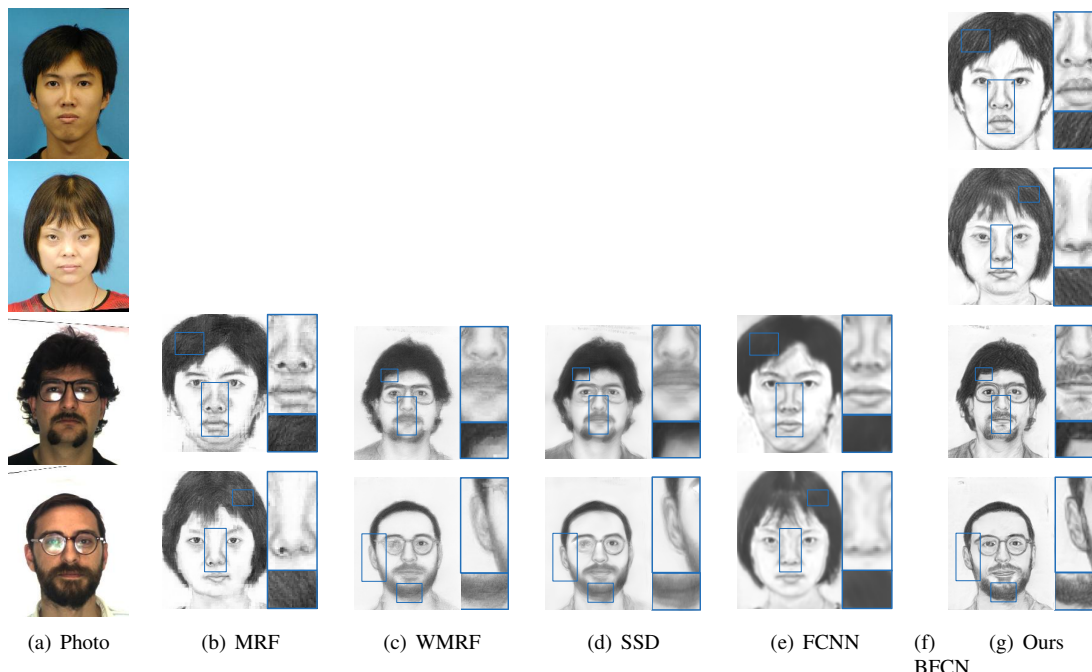 (a) Photo
(b) MRF
(c) WMRF
(d) SSD
(e) FCNN
(f)
BFCN
(g) Ours